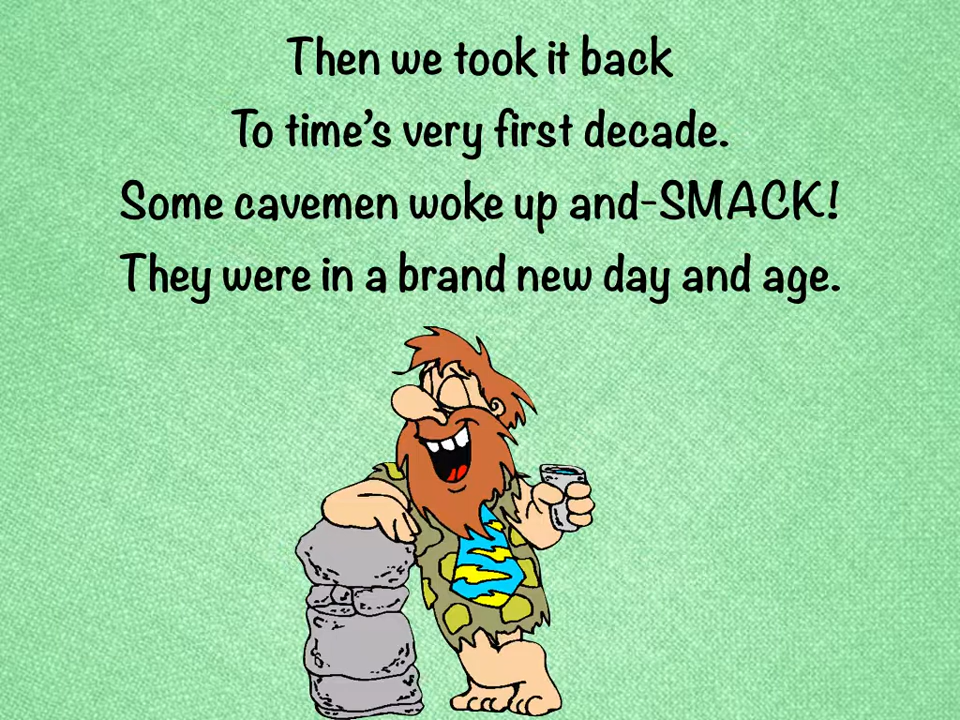 Then we took it back
To time's very first decade.
Some cavemen woke up and-SMACK!
They were in a brand new day and age.